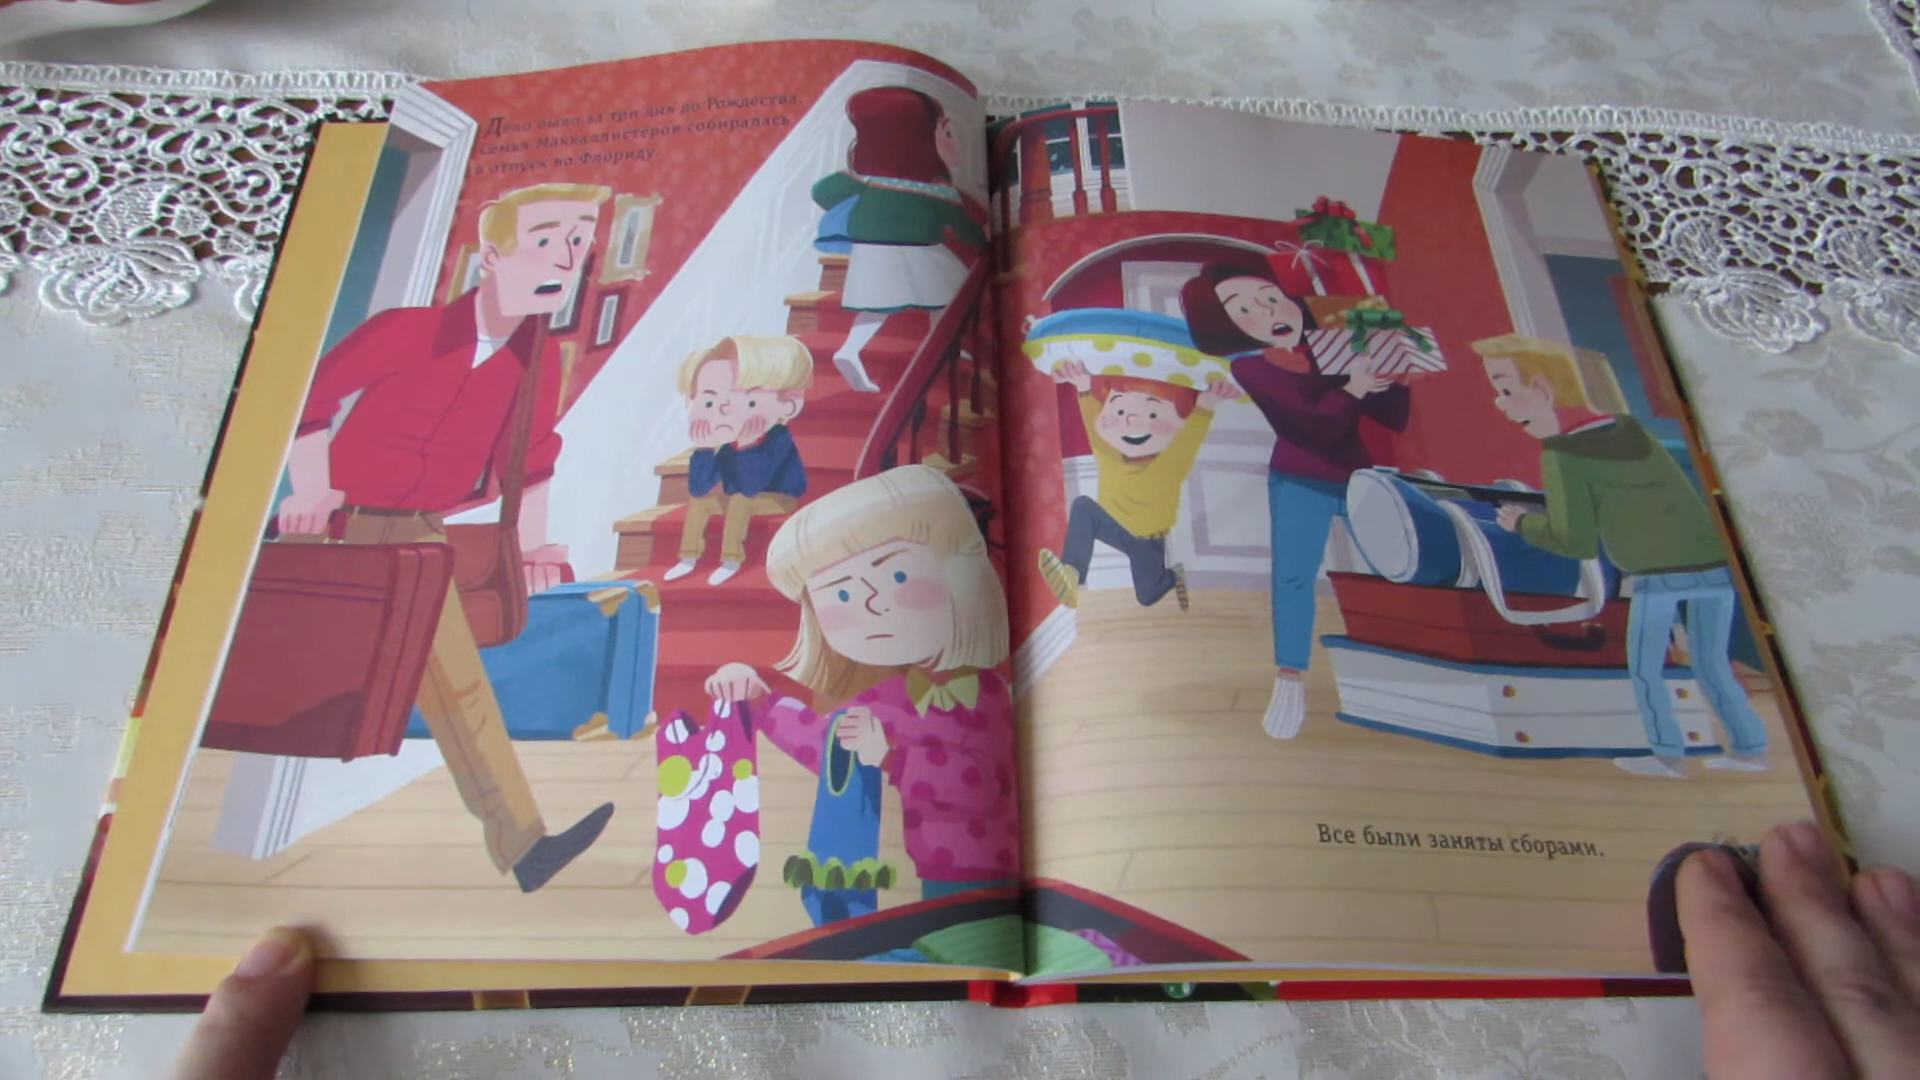 Дело было за три дня до Рождества.
Семья Маккаллистеров собиралась
в отпуск во Флориду.
Все были заняты сборами.